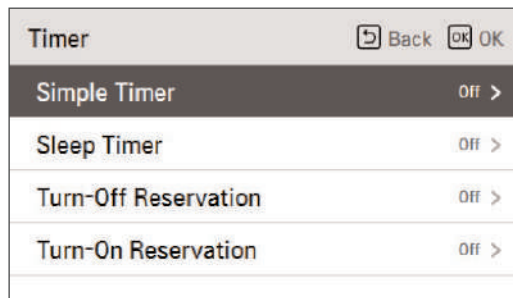 Timer Back OK OK
Simple Timer Off >
Sleep Timer Off >
Turn-Off Reservation Off >
Turn-On Reservation Off >